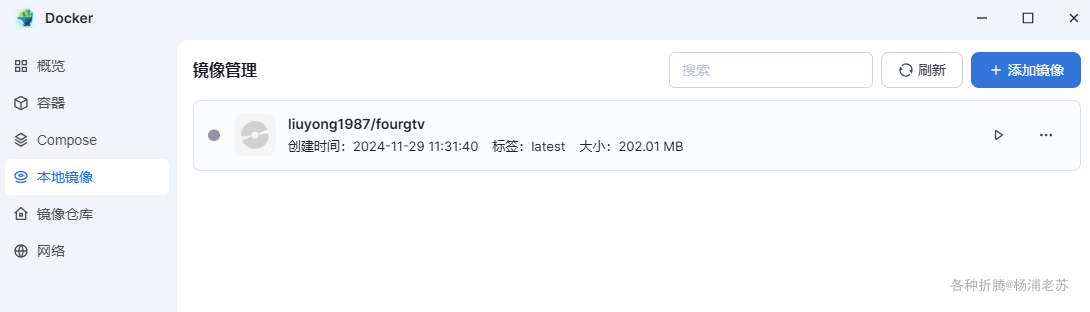 Docker
概览
容器
Compose
本地镜像
镜像仓库
网络
镜像管理
搜索
刷新
添加镜像
liuyong1987/fourgtv
创建时间：2024-11-29 11:31:40 标签：latest 大小：202.01 MB
各种折腾@杨浦老苏